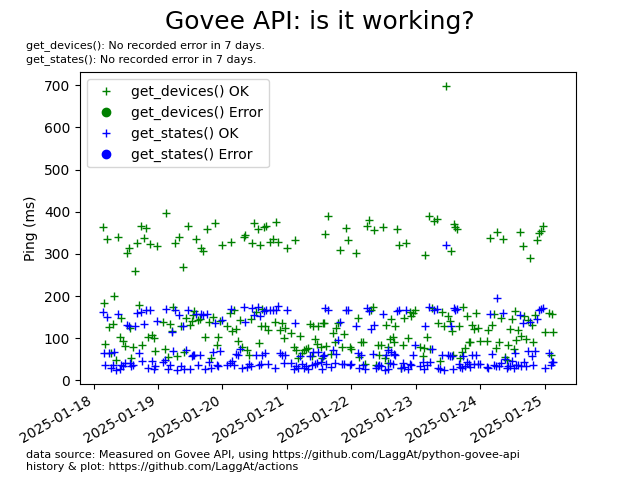 Govee API: is it working?
get_devices(): No recorded error in 7 days.
get_states(): No recorded error in 7 days.
get_devices() OK
get_devices() Error
get_states() OK
get_states() Error
Ping (ms)
700
600
500
400
300
200
100
0
2025-01-18
2025-01-19
2025-01-20
2025-01-21
2025-01-22
2025-01-23
2025-01-24
2025-01-25
data source: Measured on Govee API, using https://github.com/LaggAt/python-govee-api
history & plot: https://github.com/LaggAt/actions